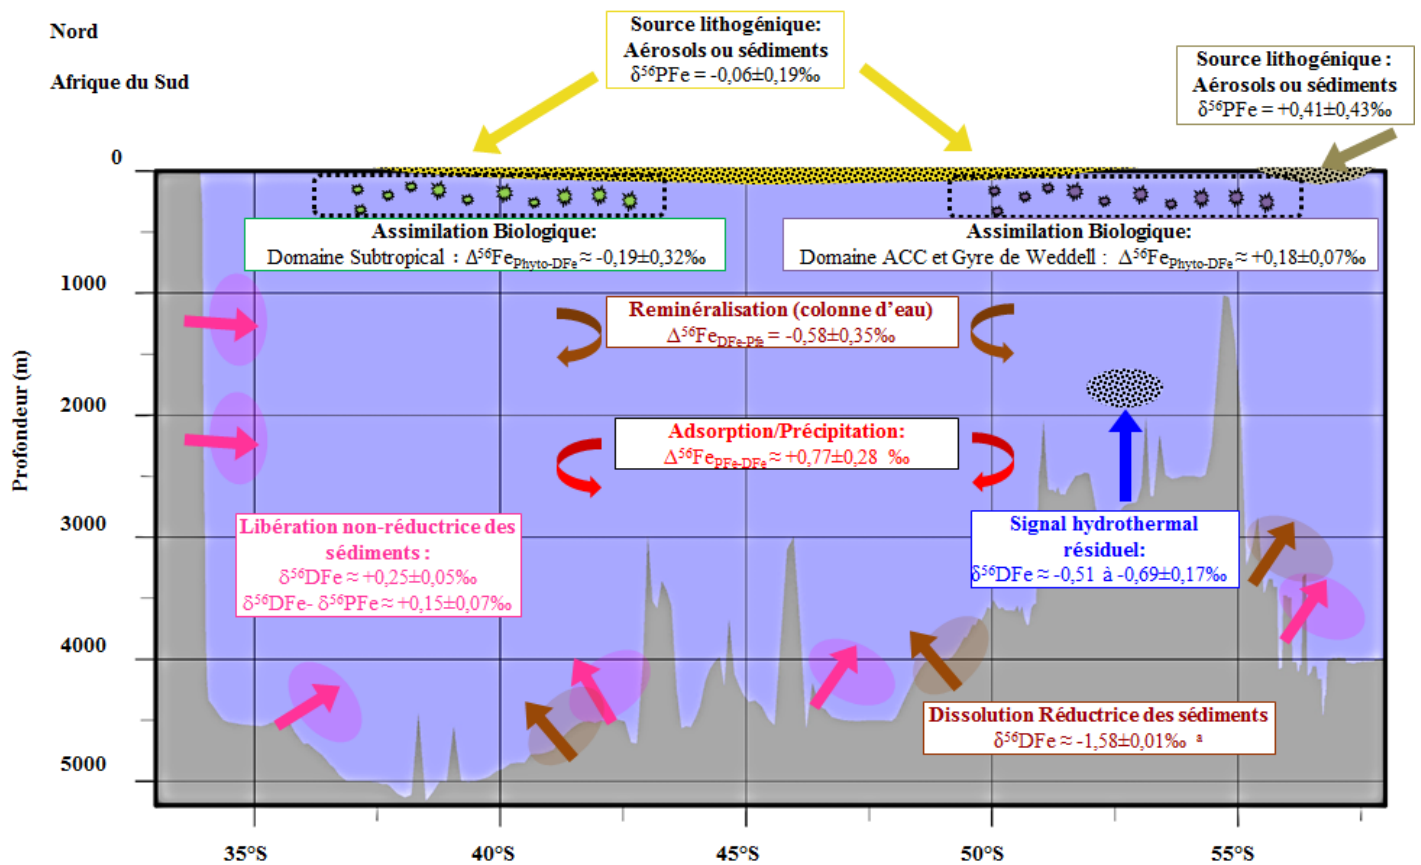 Nord
Afrique du Sud
Source lithogénique:
Aérosols ou sédiments
δ⁵⁶PFe = -0,06±0,19‰
Source lithogénique :
Aérosols ou sédiments
δ⁵⁶PFe = +0,41±0,43‰
0
Assimilation Biologique:
Domaine Subtropical : Δ⁵⁶Fe_Phyto-DFe ≈ -0,19±0,32‰
Assimilation Biologique:
Domaine ACC et Gyre de Weddell : Δ⁵⁶Fe_Phyto-DFe ≈ +0,18±0,07‰
1000
Reminéralisation (colonne d'eau)
Δ⁵⁶Fe_DFe-Pfe = -0,58±0,35‰
Profondeur (m)
2000
Adsorption/Précipitation:
Δ⁵⁶Fe_PFe-DFe ≈ +0,77±0,28 ‰
3000
Libération non-réductrice des
sédiments :
δ⁵⁶DFe ≈ +0,25±0,05‰
δ⁵⁶DFe- δ⁵⁶PFe ≈ +0,15±0,07‰
Signal hydrothermal
résiduel:
δ⁵⁶DFe ≈ -0,51 à -0,69±0,17‰
4000
Dissolution Réductrice des sédiments
δ⁵⁶DFe ≈ -1,58±0,01‰ ᵃ
5000
35°S
40°S
45°S
50°S
55°S